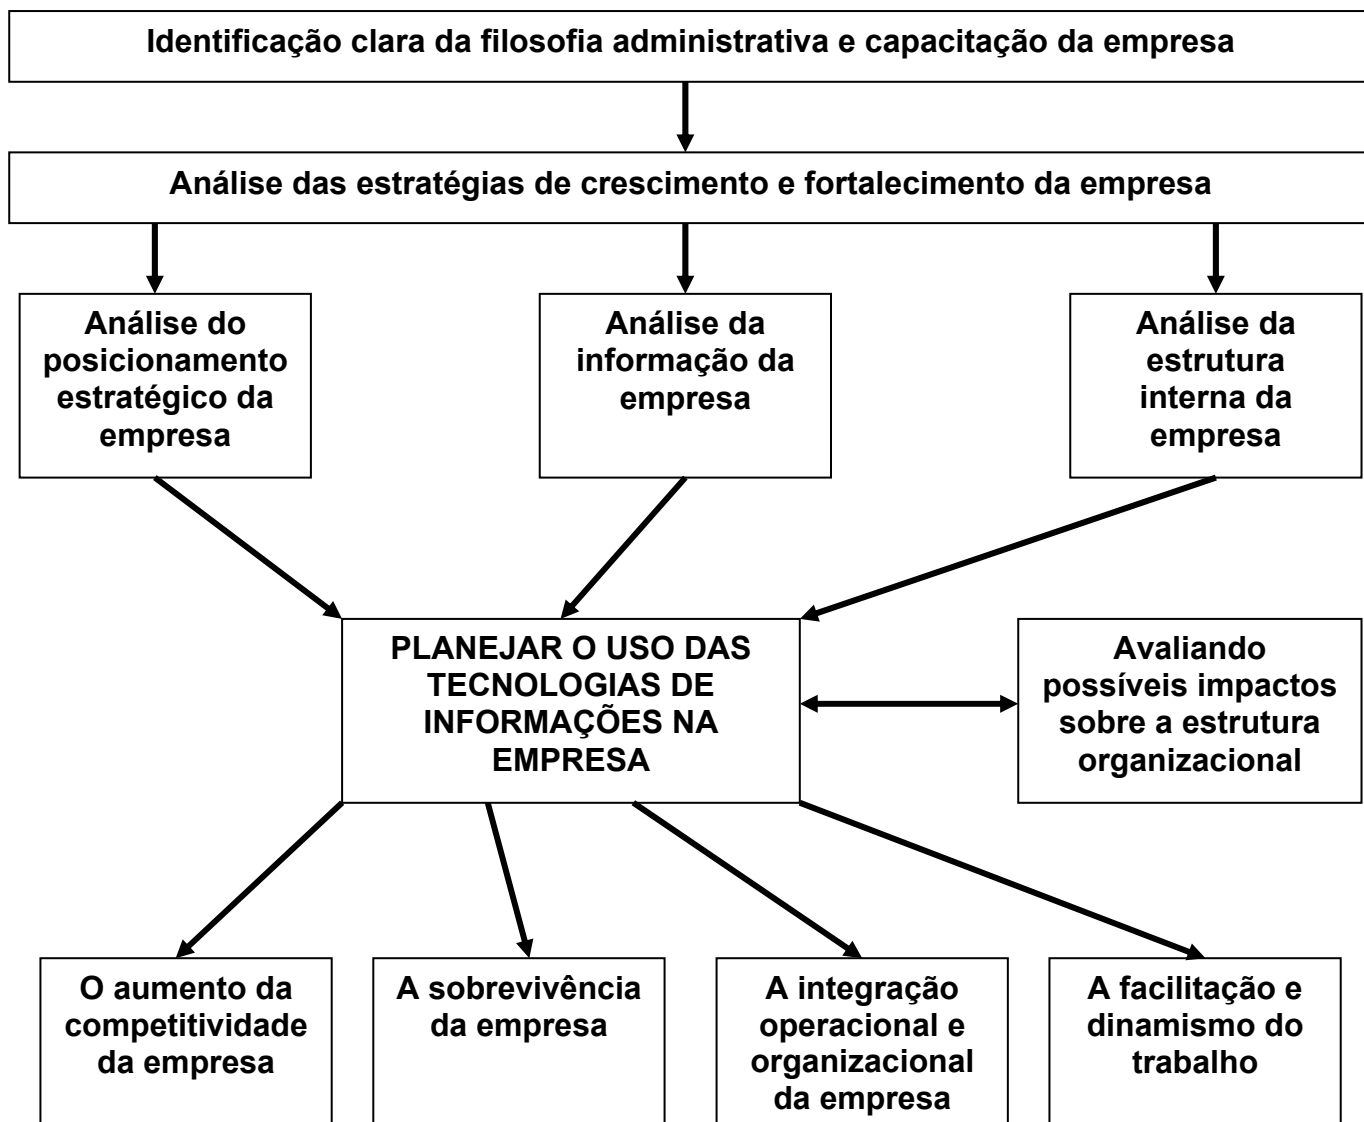 Identificação clara da filosofia administrativa e capacitação da empresa
Análise das estratégias de crescimento e fortalecimento da empresa
Análise do
posicionamento
estratégico da
empresa
Análise da
informação da
empresa
Análise da
estrutura
interna da
empresa
PLANEJAR O USO DAS
TECNOLOGIAS DE
INFORMAÇÕES NA
EMPRESA
Avaliando
possíveis impactos
sobre a estrutura
organizacional
O aumento da
competitividade
da empresa
A sobrevivência
da empresa
A integração
operacional e
organizacional
da empresa
A facilitação e
dinamismo do
trabalho